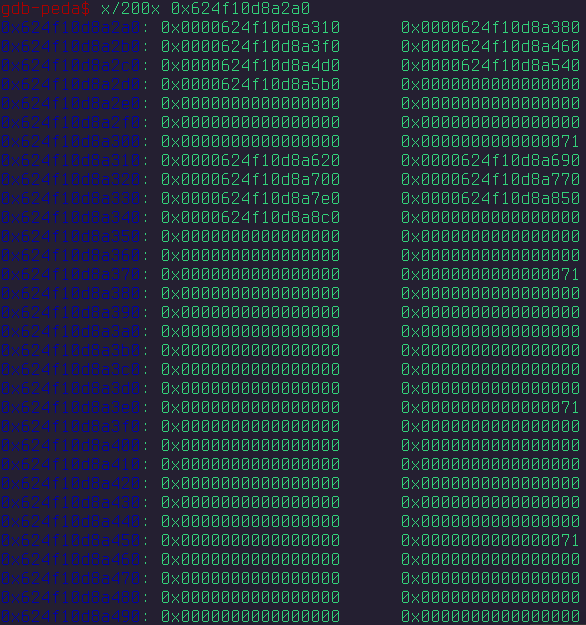 gdb-peda$ x/200x 0x624f10d8a2a0
0x624f10d8a2a0: 0x0000624f10d8a310 0x0000624f10d8a380
0x624f10d8a2b0: 0x0000624f10d8a3f0 0x0000624f10d8a460
0x624f10d8a2c0: 0x0000624f10d8a4d0 0x0000624f10d8a540
0x624f10d8a2d0: 0x0000624f10d8a5b0 0x0000000000000000
0x624f10d8a2e0: 0x0000000000000000 0x0000000000000000
0x624f10d8a2f0: 0x0000000000000000 0x0000000000000000
0x624f10d8a300: 0x0000000000000000 0x0000000000000071
0x624f10d8a310: 0x0000624f10d8a620 0x0000624f10d8a690
0x624f10d8a320: 0x0000624f10d8a700 0x0000624f10d8a770
0x624f10d8a330: 0x0000624f10d8a7e0 0x0000624f10d8a850
0x624f10d8a340: 0x0000624f10d8a8c0 0x0000000000000000
0x624f10d8a350: 0x0000000000000000 0x0000000000000000
0x624f10d8a360: 0x0000000000000000 0x0000000000000000
0x624f10d8a370: 0x0000000000000000 0x0000000000000071
0x624f10d8a380: 0x0000000000000000 0x0000000000000000
0x624f10d8a390: 0x0000000000000000 0x0000000000000000
0x624f10d8a3a0: 0x0000000000000000 0x0000000000000000
0x624f10d8a3b0: 0x0000000000000000 0x0000000000000000
0x624f10d8a3c0: 0x0000000000000000 0x0000000000000000
0x624f10d8a3d0: 0x0000000000000000 0x0000000000000000
0x624f10d8a3e0: 0x0000000000000000 0x0000000000000071
0x624f10d8a3f0: 0x0000000000000000 0x0000000000000000
0x624f10d8a400: 0x0000000000000000 0x0000000000000000
0x624f10d8a410: 0x0000000000000000 0x0000000000000000
0x624f10d8a420: 0x0000000000000000 0x0000000000000000
0x624f10d8a430: 0x0000000000000000 0x0000000000000000
0x624f10d8a440: 0x0000000000000000 0x0000000000000000
0x624f10d8a450: 0x0000000000000000 0x0000000000000071
0x624f10d8a460: 0x0000000000000000 0x0000000000000000
0x624f10d8a470: 0x0000000000000000 0x0000000000000000
0x624f10d8a480: 0x0000000000000000 0x0000000000000000
0x624f10d8a490: 0x0000000000000000 0x0000000000000000